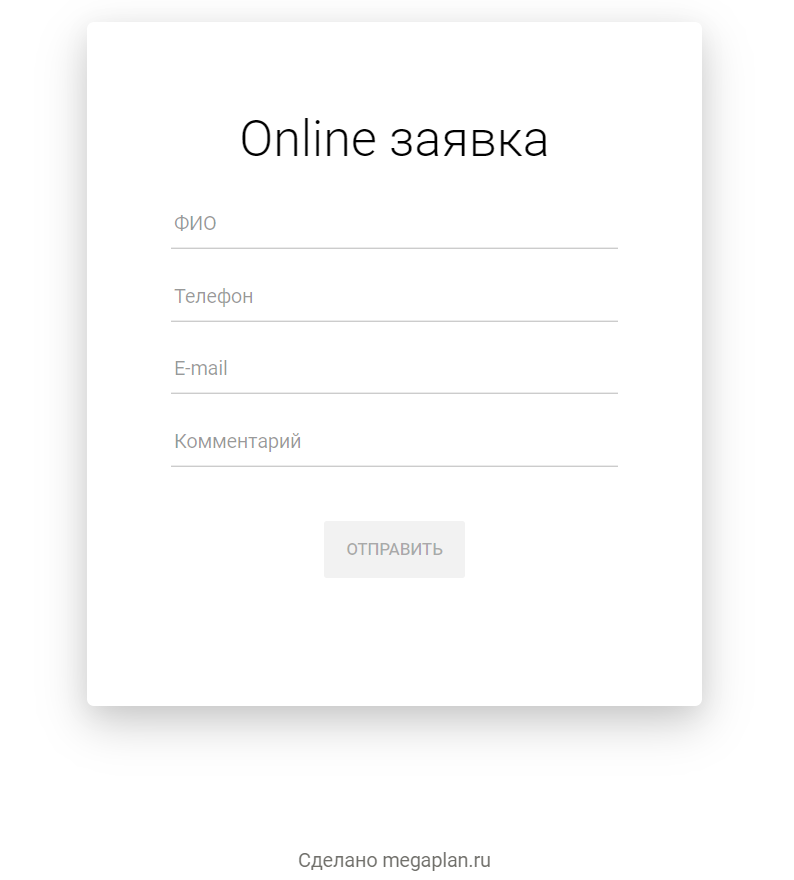 Online заявка
ФИО
Телефон
E-mail
Комментарий
ОТПРАВИТЬ
Сделано megaplan.ru